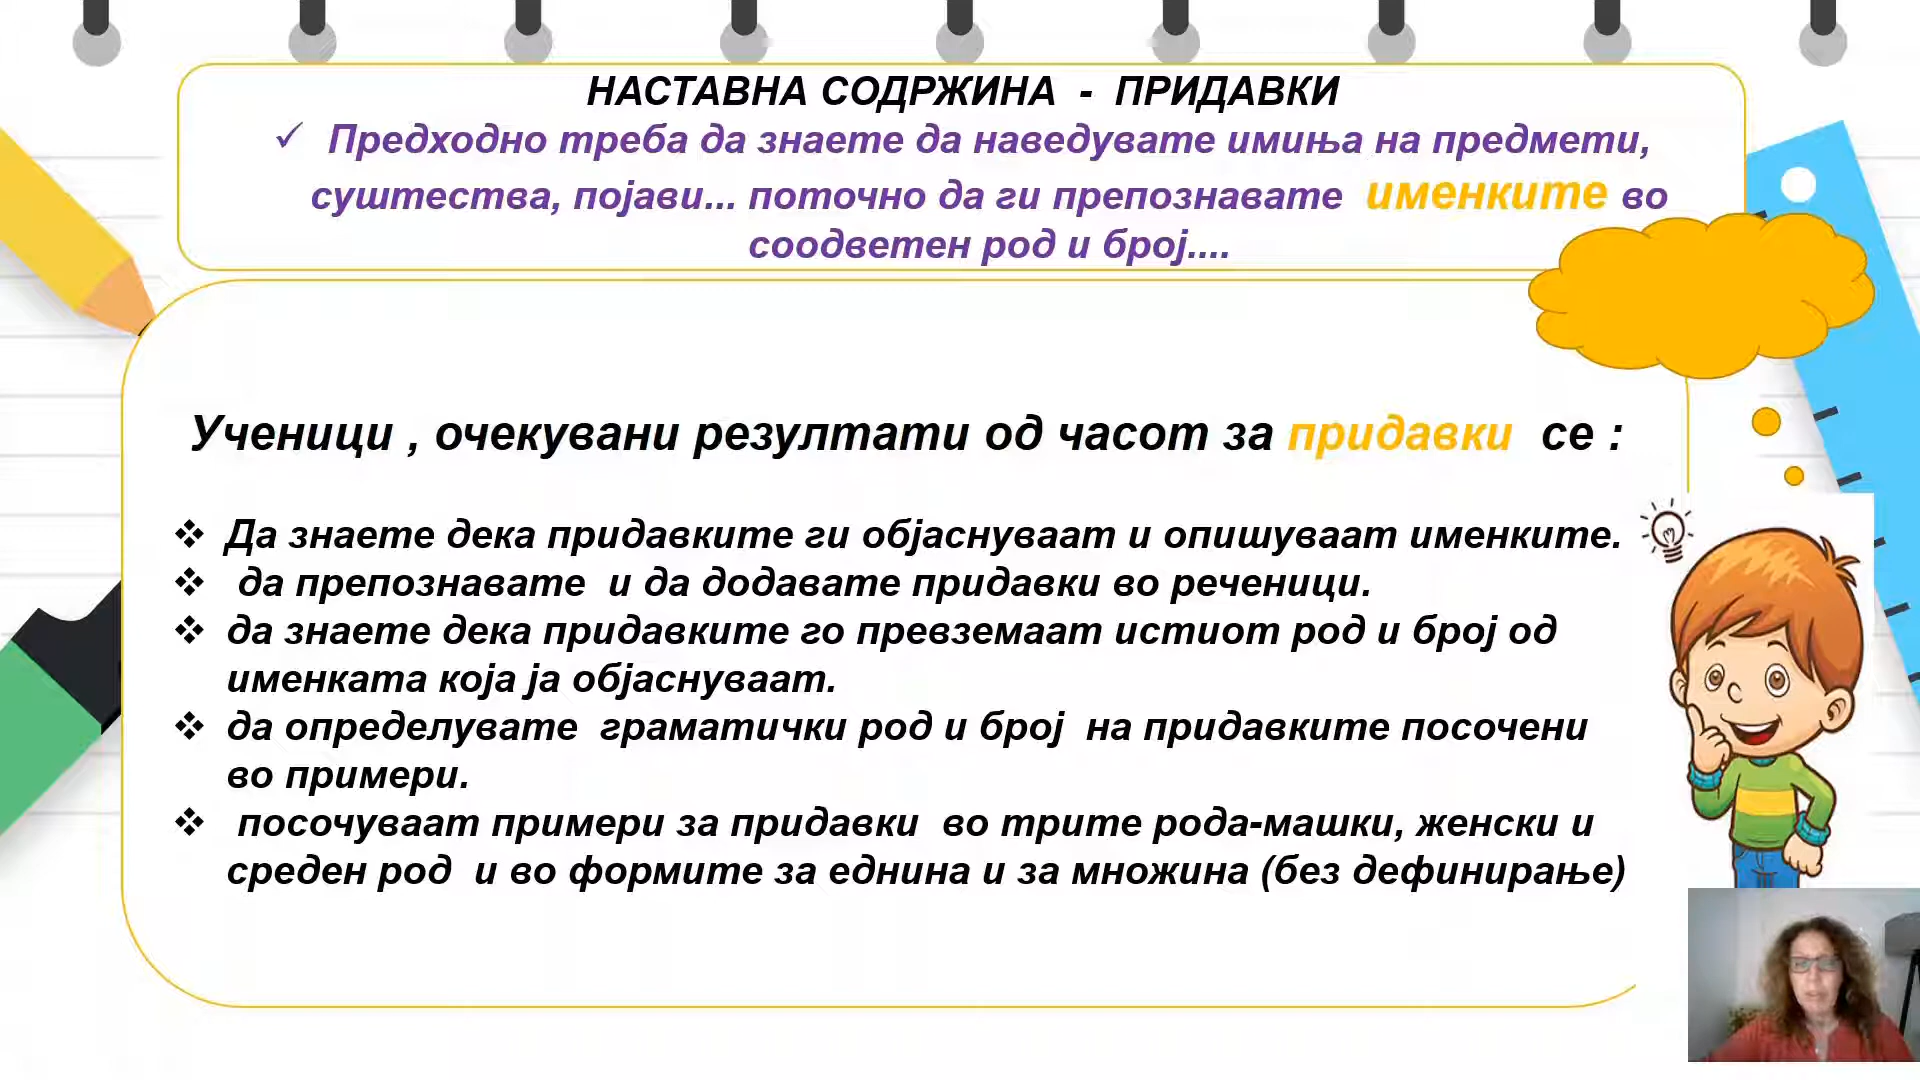 НАСТАВНА СОДРЖИНА - ПРИДАВКИ
✓ Предходно треба да знаете да наведувате имиња на предмети,
суштества, појави... поточно да ги препознавате именките во
соодветен род и број....
Ученици , очекувани резултати од часот за придавки се :
❖ Да знаете дека придавките ги објаснуваат и опишуваат именките.
❖ да препознавате и да додавате придавки во реченици.
❖ да знаете дека придавките го превземаат истиот род и број од
именката која ја објаснуваат.
❖ да определувате граматички род и број на придавките посочени
во примери.
❖ посочуваат примери за придавки во трите рода-машки, женски и
среден род и во формите за еднина и за множина (без дефинирање)